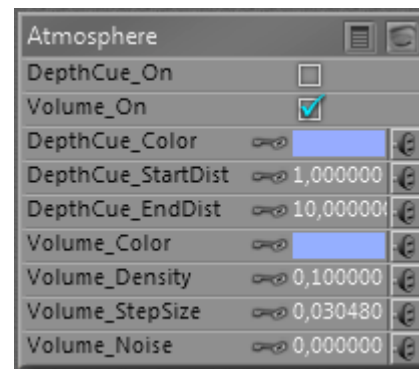 Atmosphere
DepthCue_On
Volume_On
DepthCue_Color
DepthCue_StartDist 1,000000
DepthCue_EndDist 10,00000
Volume_Color
Volume_Density 0,100000
Volume_StepSize 0,030480
Volume_Noise 0,000000